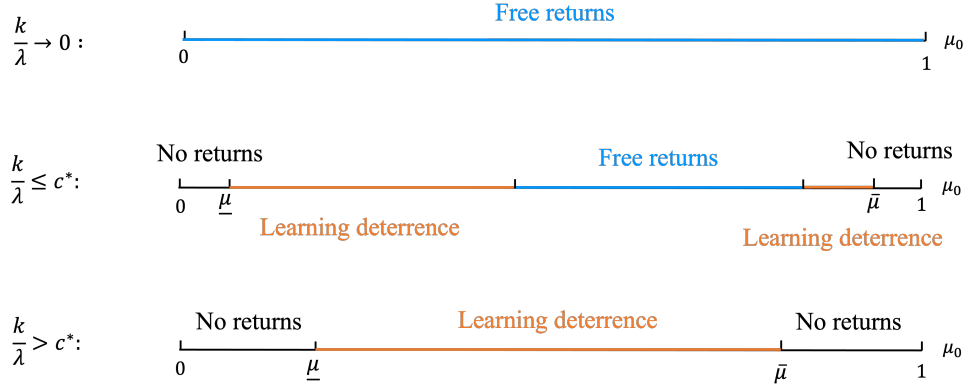 Free returns
k/λ → 0 :
0 1 μ₀
No returns Free returns No returns
k/λ ≤ c*:
0 μ̲ μ̄ 1 μ₀
Learning deterrence Learning deterrence
No returns Learning deterrence No returns
k/λ > c*:
0 μ̲ μ̄ 1 μ₀